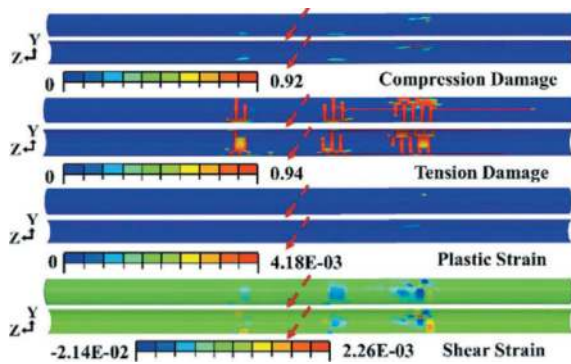 Y
Z
0 0.92 Compression Damage
Y
Z
0 0.94 Tension Damage
Y
Z
0 4.18E-03 Plastic Strain
Y
Z
-2.14E-02 2.26E-03 Shear Strain